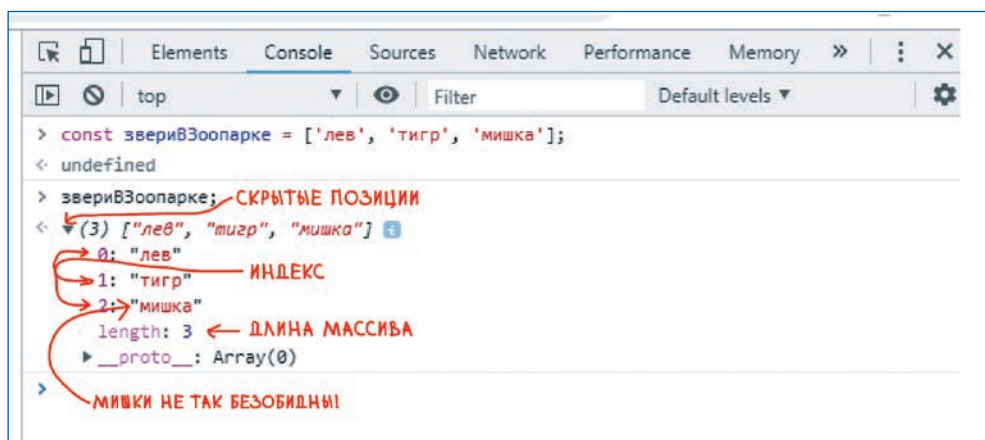 Elements Console Sources Network Performance Memory »
top Filter Default levels
> const звериВЗоопарке = ['лев', 'тигр', 'мишка'];
undefined
> звериВЗоопарке; СКРЫТЫЕ ПОЗИЦИИ
(3) ["лев", "тигр", "мишка"] i
0: "лев"
ИНДЕКС
1: "тигр"
2: "мишка"
length: 3 ДЛИНА МАССИВА
__proto__: Array(0)
>
МИШКИ НЕ ТАК БЕЗОБИДНЫ!